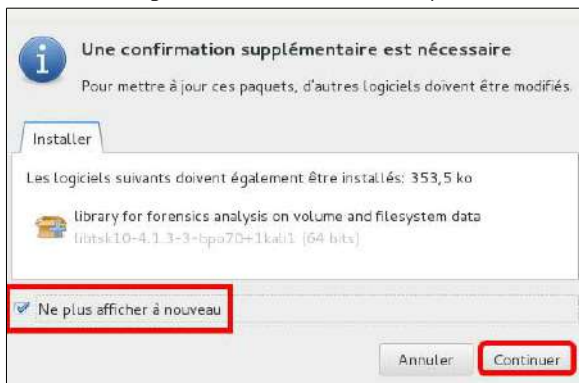 Une confirmation supplémentaire est nécessaire
Pour mettre à jour ces paquets, d'autres logiciels doivent être modifiés.
Installer
Les logiciels suivants doivent également être installés: 353,5 ko
library for forensics analysis on volume and filesystem data
libtsk10-4.1.3-3~bpo70+1kali1 (64 bits)
Ne plus afficher à nouveau
Annuler
Continuer